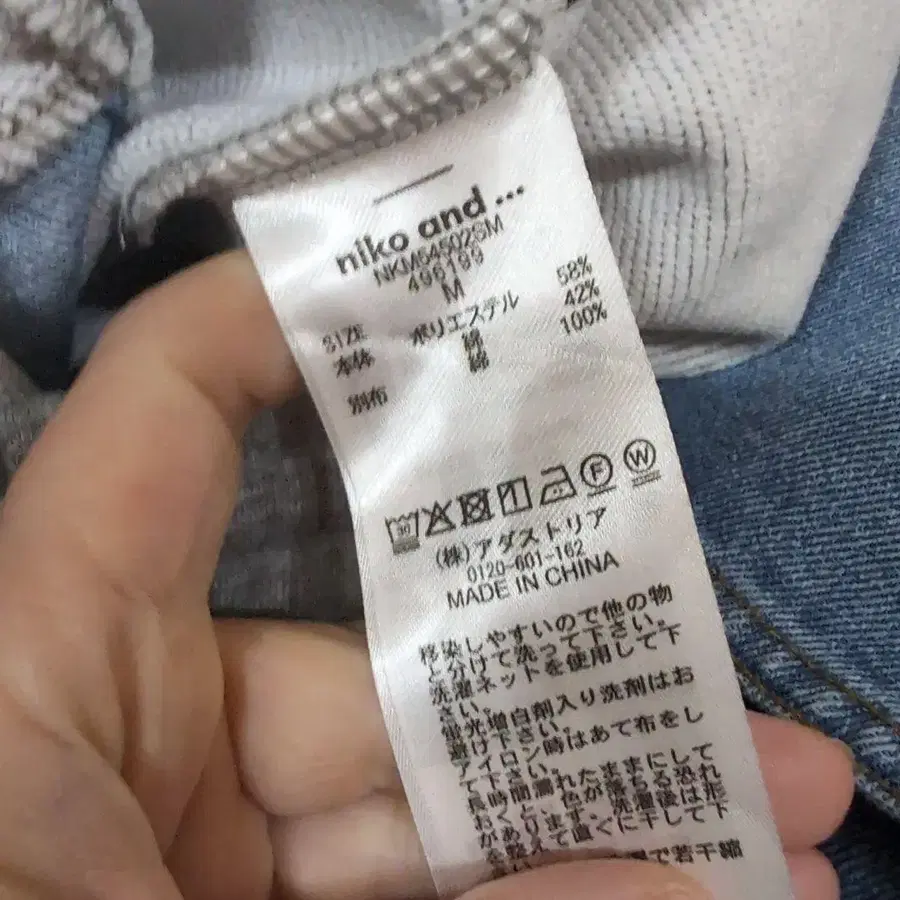 niko and ...
496199
SIZE M
本体 ポリエステル 58%
綿 42%
別布 綿 100%
30
F W
(株)アダストリア
0120-601-162
MADE IN CHINA
移染しやすいので他の物
と分けて洗って下さい。
洗濯ネットを使用して下
さい。
蛍光増白剤入り洗剤はお
避け下さい。
アイロン時はあて布をし
て下さい。
長時間濡れたままにして
おくと、色が落ちる恐れ
があります。洗濯後は形
を整えて直ぐに干して下
で若干縮